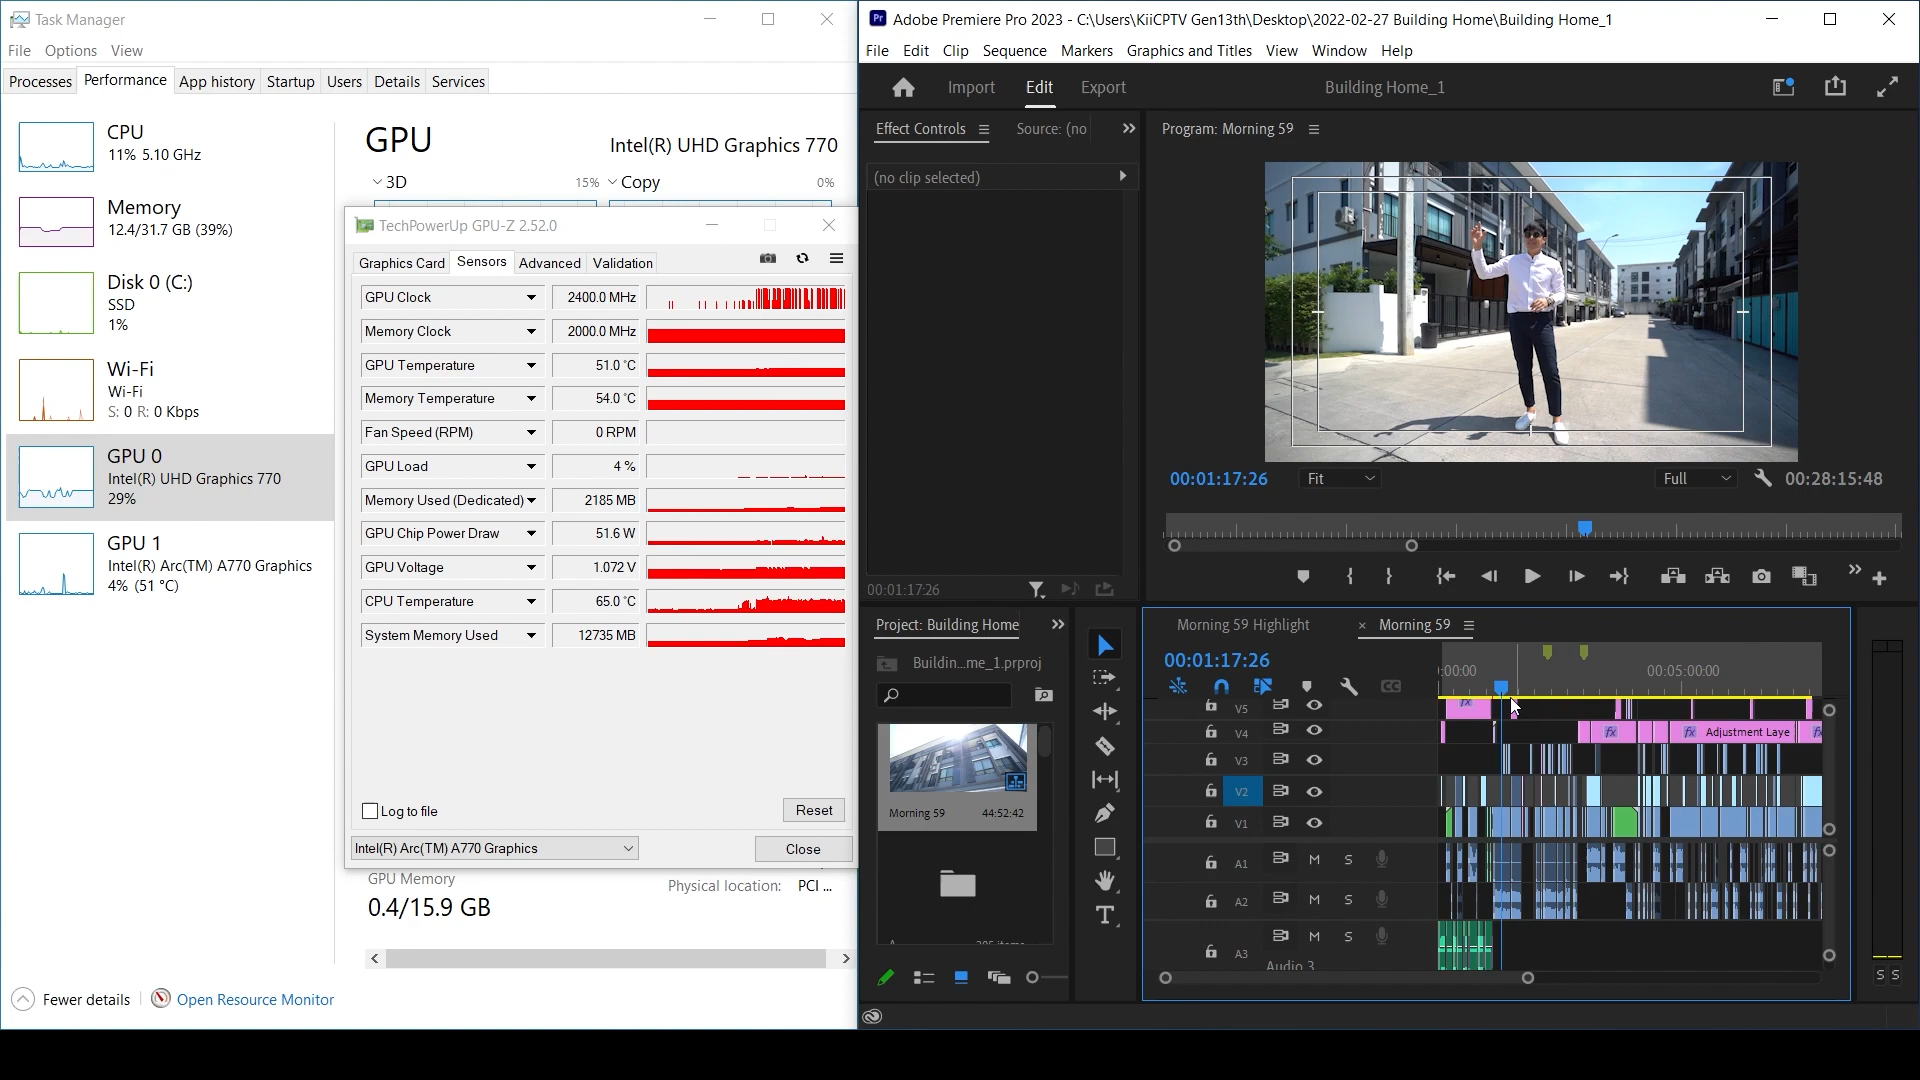 Task Manager
File Options View
Processes Performance App history Startup Users Details Services
CPU
11% 5.10 GHz
Memory
12.4/31.7 GB (39%)
Disk 0 (C:)
SSD
1%
Wi-Fi
Wi-Fi
S: 0 R: 0 Kbps
GPU 0
Intel(R) UHD Graphics 770
29%
GPU 1
Intel(R) Arc(TM) A770 Graphics
4% (51 °C)
GPU
Intel(R) UHD Graphics 770
3D 15% Copy 0%
TechPowerUp GPU-Z 2.52.0
Graphics Card Sensors Advanced Validation
GPU Clock 2400.0 MHz
Memory Clock 2000.0 MHz
GPU Temperature 51.0 °C
Memory Temperature 54.0 °C
Fan Speed (RPM) 0 RPM
GPU Load 4 %
Memory Used (Dedicated) 2185 MB
GPU Chip Power Draw 51.6 W
GPU Voltage 1.072 V
CPU Temperature 65.0 °C
System Memory Used 12735 MB
Log to file Reset
Intel(R) Arc(TM) A770 Graphics Close
GPU Memory Physical location: PCI ...
0.4/15.9 GB
Fewer details Open Resource Monitor
Pr Adobe Premiere Pro 2023 - C:\Users\KiiCPTV Gen13th\Desktop\2022-02-27 Building Home\Building Home_1
File Edit Clip Sequence Markers Graphics and Titles View Window Help
Import Edit Export Building Home_1
Effect Controls Source: (no
(no clip selected)
00:01:17:26
Program: Morning 59
00:01:17:26 Fit Full 00:28:15:48
Project: Building Home
Buildin...me_1.prproj
Morning 59 44:52:42
Morning 59 Highlight × Morning 59
00:01:17:26 :00:00 00:05:00:00
CC
V5 fx
V4 fx fx Adjustment Laye fx
V3
V2
V1
A1 M S
A2 M S
A3 M S
Audio 3
S S